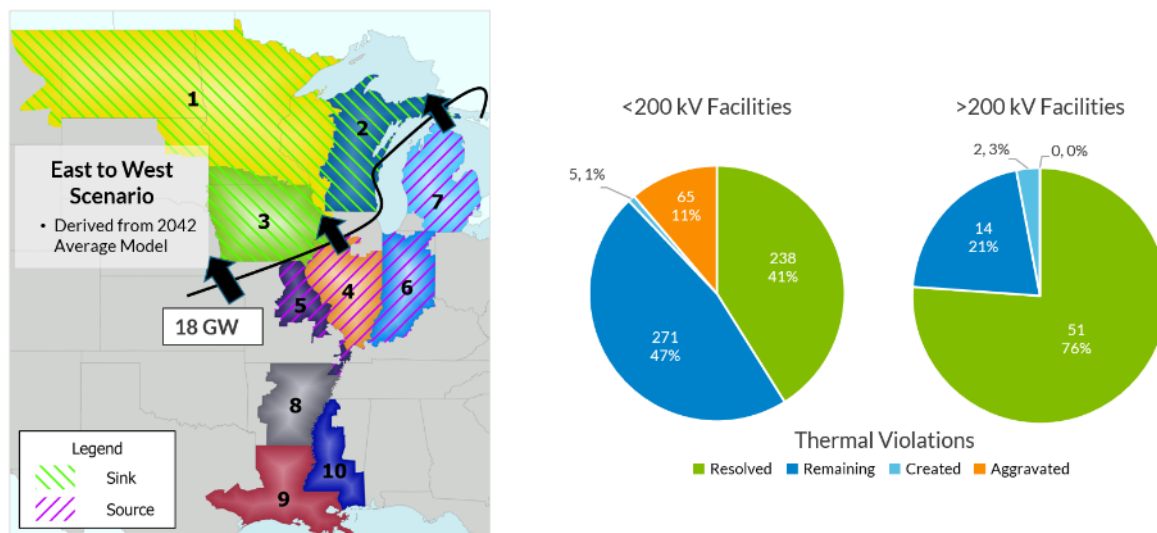 1
2
East to West
Scenario
• Derived from 2042
Average Model
3
7
4
5
6
18 GW
8
10
9
Legend
Sink
Source
<200 kV Facilities
5, 1%
65
11%
238
41%
271
47%
>200 kV Facilities
2, 3%
0, 0%
14
21%
51
76%
Thermal Violations
Resolved Remaining Created Aggravated